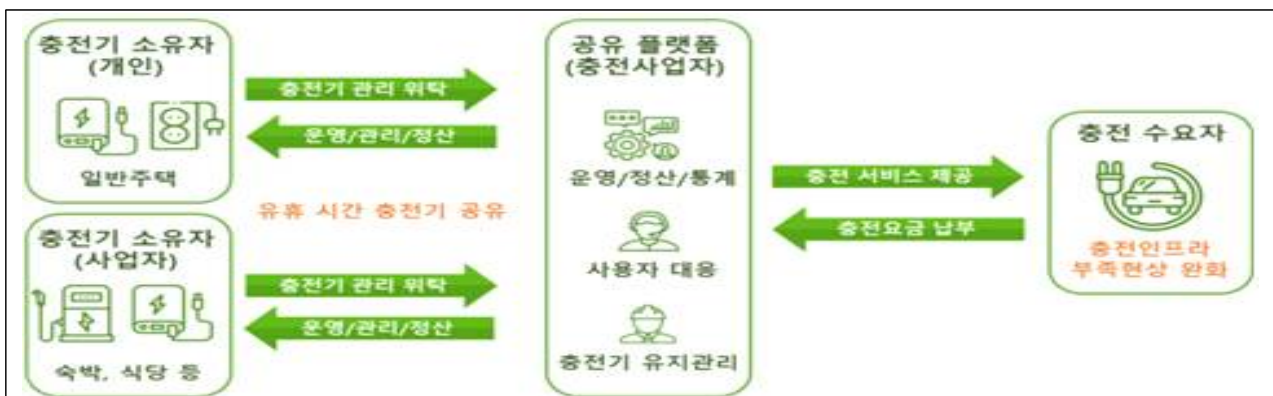 충전기 소유자
(개인)
일반주택
충전기 관리 위탁
운영/관리/정산
유휴 시간 충전기 공유
충전기 소유자
(사업자)
숙박, 식당 등
충전기 관리 위탁
운영/관리/정산
공유 플랫폼
(충전사업자)
운영/정산/통계
사용자 대응
충전기 유지관리
충전 서비스 제공
충전요금 납부
충전 수요자
충전인프라
부족현상 완화